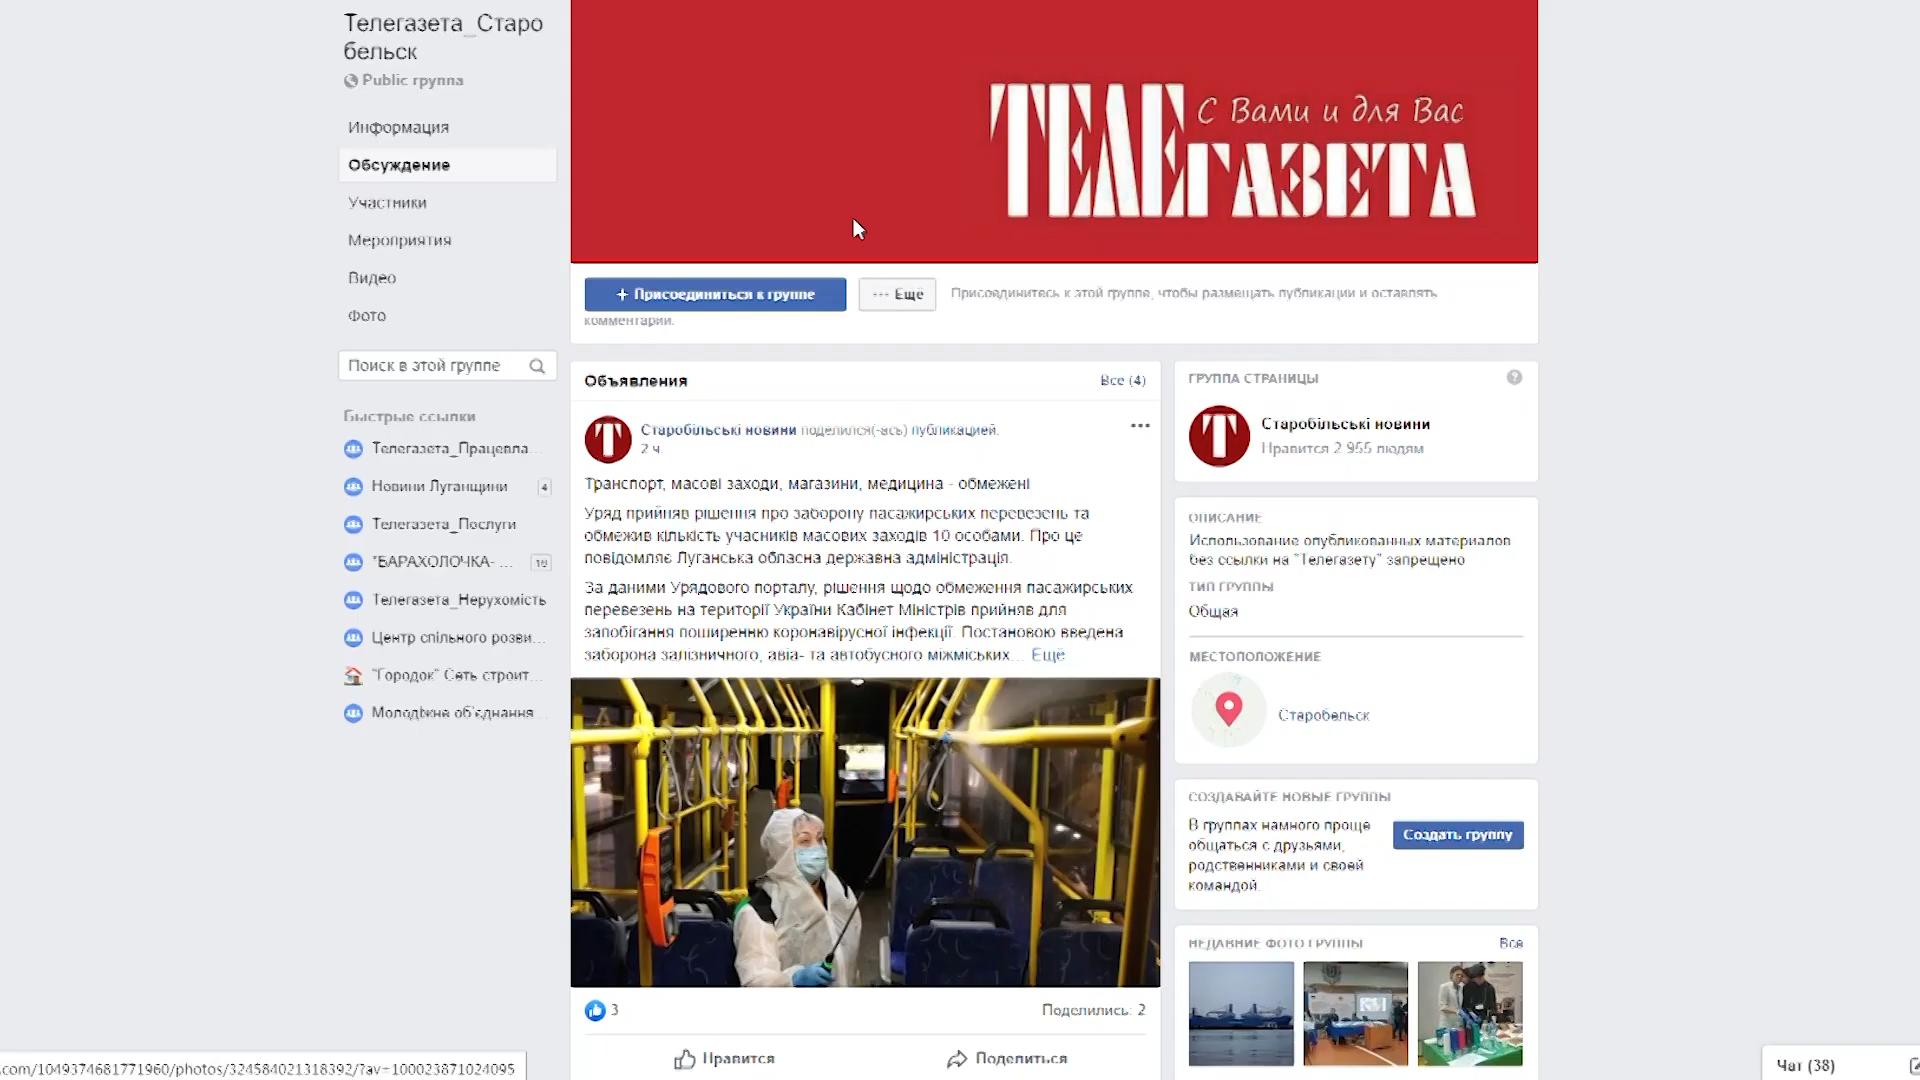 Телегазета_Старо
бельск
Public группа
Информация
Обсуждение
Участники
Мероприятия
Видео
Фото
Поиск в этой группе
Быстрые ссылки
Телегазета_Працевла...
Новини Луганщини 4
Телегазета_Послуги
"БАРАХОЛОЧКА- ...
Телегазета_Нерухомість
Центр спільного розви...
"Городок" Сеть строит...
Молодіжне об'єднання...
С Вами и для Вас
ТЕЛЕГАЗЕТА
+ Присоединиться к группе
··· Ещё
Присоединитесь к этой группе, чтобы размещать публикации и оставлять
комментарии.
Объявления
Все (4)
Старобільські новини поделился(-ась) публикацией.
2 ч
Транспорт, масові заходи, магазини, медицина - обмежені
Уряд прийняв рішення про заборону пасажирських перевезень та
обмежив кількість учасників масових заходів 10 особами. Про це
повідомляє Луганська обласна державна адміністрація.
За даними Урядового порталу, рішення щодо обмеження пасажирських
перевезень на території України Кабінет Міністрів прийняв для
запобігання поширенню коронавірусної інфекції. Постановою введена
заборона залізничного, авіа- та автобусного міжміських... Ещё
3
Поделились: 2
Нравится
Поделиться
ГРУППА СТРАНИЦЫ
Т
Старобільські новини
Нравится 2 955 людям
ОПИСАНИЕ
Использование опубликованных материалов
без ссылки на "Телегазету" запрещено
ТИП ГРУППЫ
Общая
МЕСТОПОЛОЖЕНИЕ
Старобельск
СОЗДАВАЙТЕ НОВЫЕ ГРУППЫ
В группах намного проще
общаться с друзьями,
родственниками и своей
командой.
Создать группу
НЕДАВНИЕ ФОТО ГРУППЫ
Все
.com/1049374681771960/photos/324584021318392/?av=100023871024095
Чат (38)